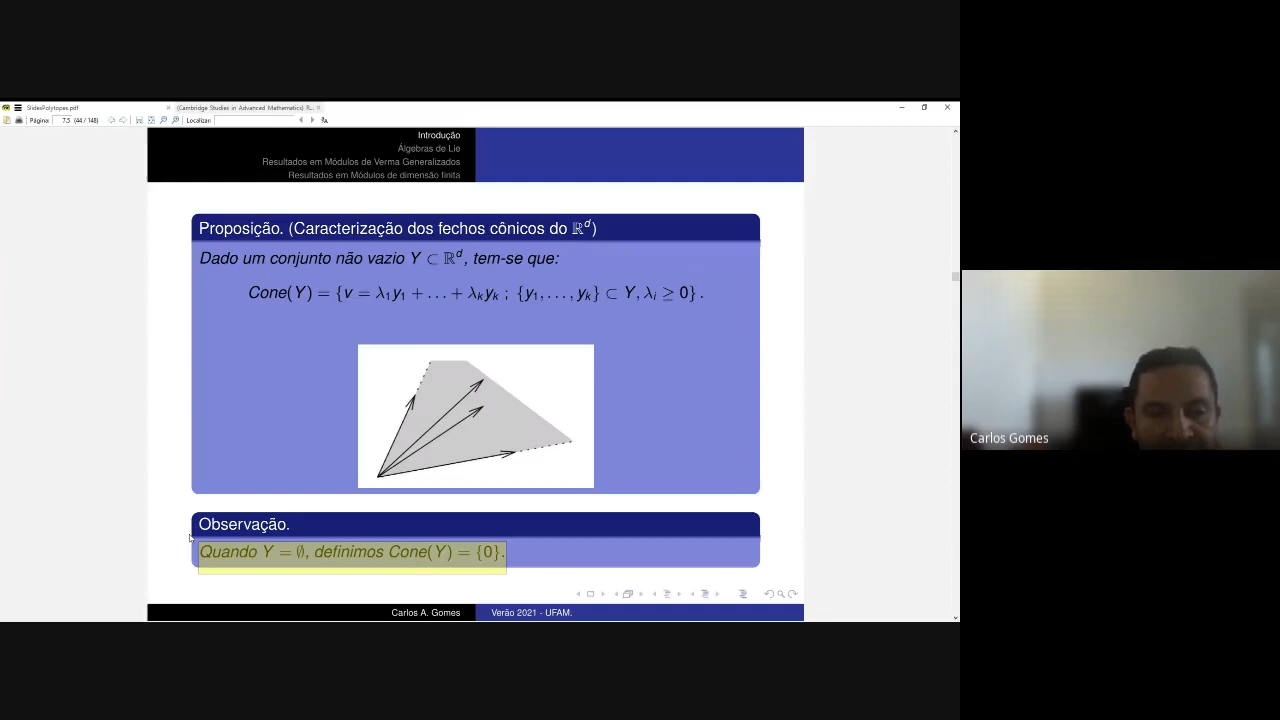 SlidesPolytopes.pdf
(Cambridge Studies in Advanced Mathematics) R...
Página: 7.5 (44 / 148)
Localizar:
Introdução
Álgebras de Lie
Resultados em Módulos de Verma Generalizados
Resultados em Módulos de dimensão finita
Proposição. (Caracterização dos fechos cônicos do ℝᵈ)
Dado um conjunto não vazio Y ⊂ ℝᵈ, tem-se que:
Cone(Y) = {v = λ₁y₁ + … + λₖyₖ ; {y₁, …, yₖ} ⊂ Y, λᵢ ≥ 0} .
Observação.
Quando Y = ∅, definimos Cone(Y) = {0}.
Carlos A. Gomes
Verão 2021 - UFAM.
Carlos Gomes